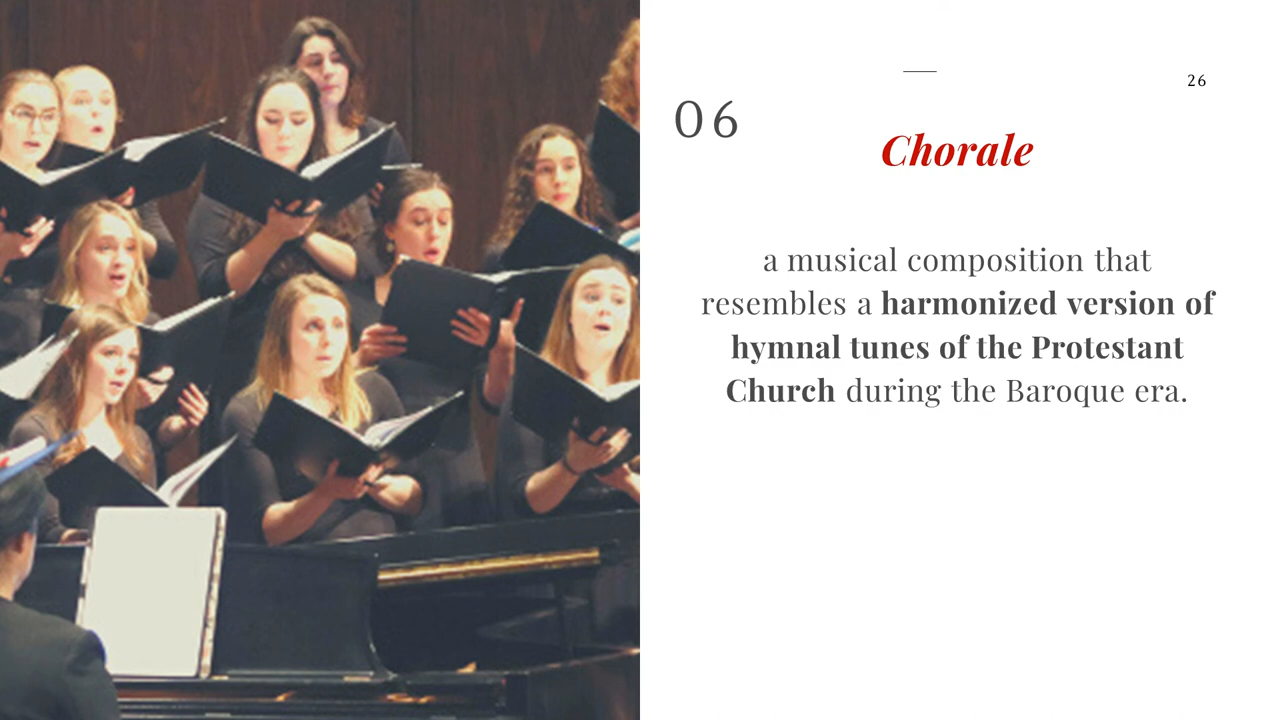 26
06
Chorale
a musical composition that
resembles a harmonized version of
hymnal tunes of the Protestant
Church during the Baroque era.